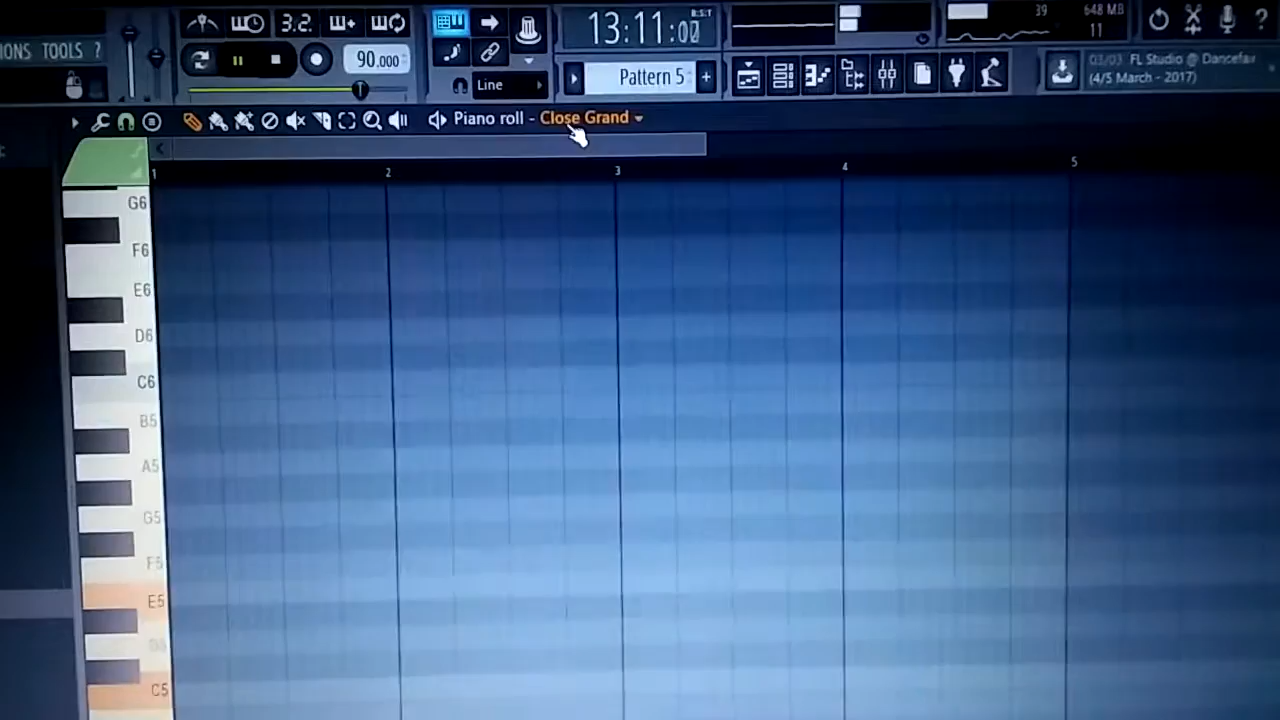 IONS TOOLS ?
3.2
90.000
Line
13:11:00
B:S:T
Pattern 5
+
39
648 MB
11
?
03/03 FL Studio @ Dancefair
(4/5 March - 2017)
Piano roll - Close Grand
1 2 3 4 5
G6
F6
E6
D6
C6
B5
A5
G5
F5
E5
D5
C5